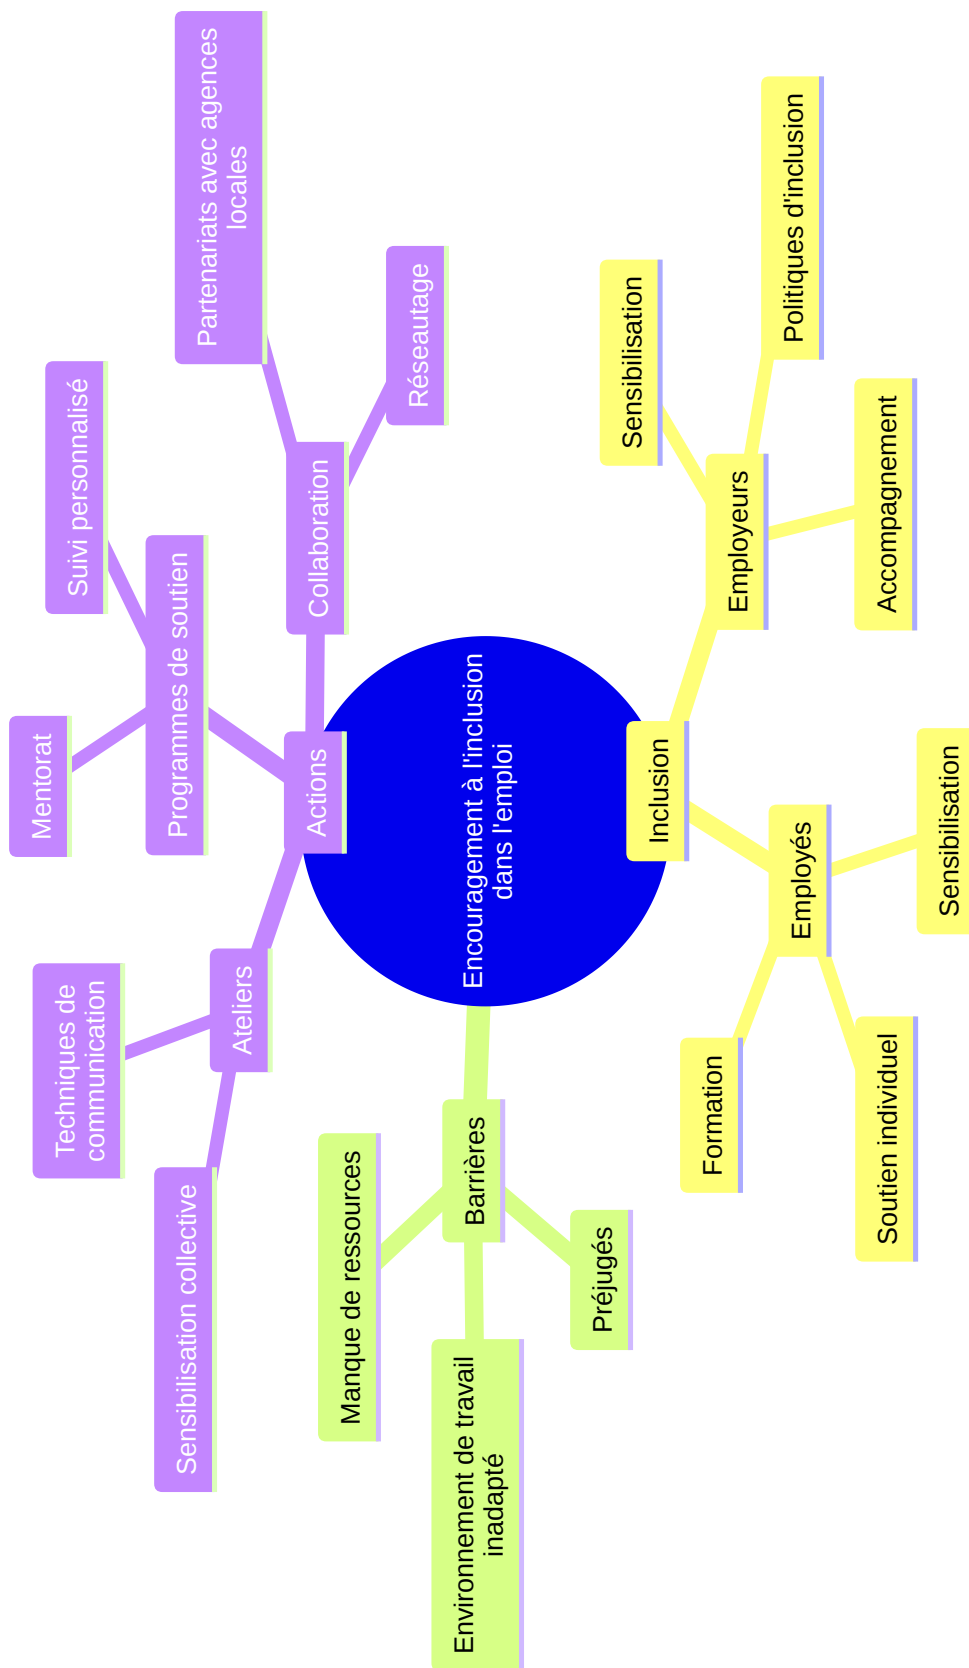 Encouragement à l'inclusion
dans l'emploi
Inclusion
Employeurs
Sensibilisation
Politiques d'inclusion
Accompagnement
Employés
Formation
Soutien individuel
Sensibilisation
Barrières
Manque de ressources
Environnement de travail
inadapté
Préjugés
Actions
Ateliers
Techniques de
communication
Sensibilisation collective
Programmes de soutien
Mentorat
Suivi personnalisé
Collaboration
Partenariats avec agences
locales
Réseautage